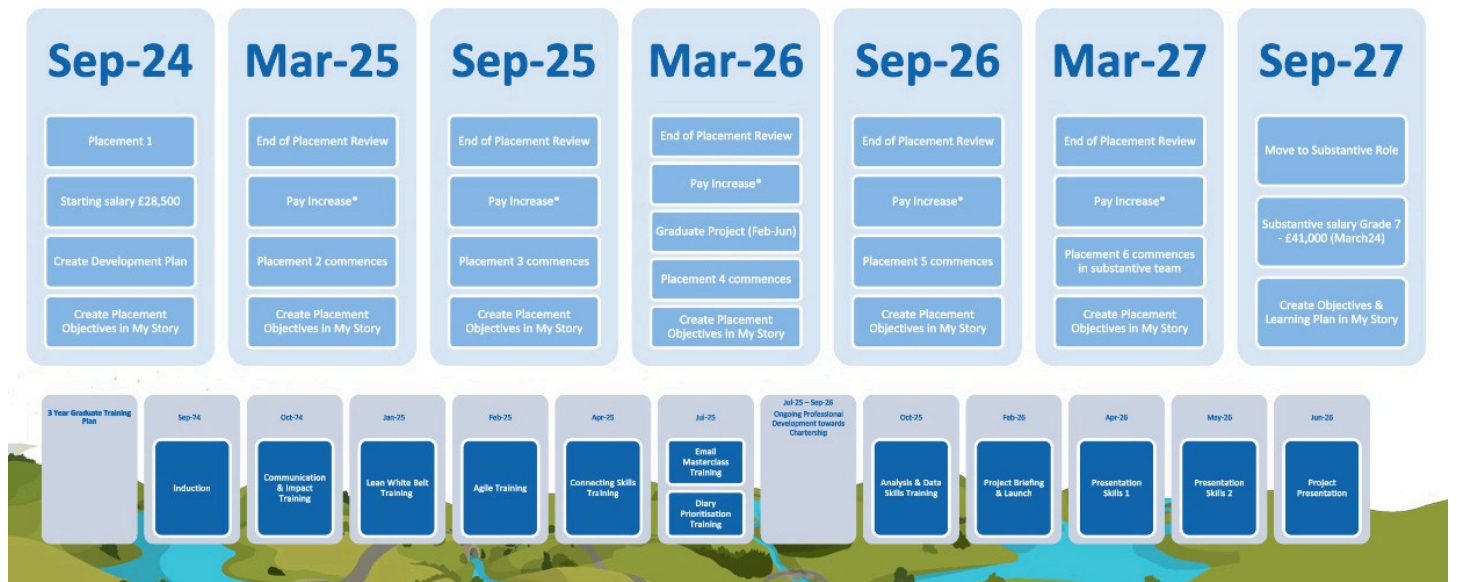 Sep-24
Placement 1
Starting salary £28,500
Create Development Plan
Create Placement
Objectives in My Story
Mar-25
End of Placement Review
Pay Increase*
Placement 2 commences
Create Placement
Objectives in My Story
Sep-25
End of Placement Review
Pay Increase*
Placement 3 commences
Create Placement
Objectives in My Story
Mar-26
End of Placement Review
Pay Increase*
Graduate Project (Feb-Jun)
Placement 4 commences
Create Placement
Objectives in My Story
Sep-26
End of Placement Review
Pay Increase*
Placement 5 commences
Create Placement
Objectives in My Story
Mar-27
End of Placement Review
Pay Increase*
Placement 6 commences
in substantive team
Create Placement
Objectives in My Story
Sep-27
Move to Substantive Role
Substantive salary Grade 7
- £41,000 (March24)
Create Objectives &
Learning Plan in My Story
3 Year Graduate Training
Plan
Sep-24
Induction
Oct-24
Communication
& Impact
Training
Jan-25
Lean White Belt
Training
Feb-25
Agile Training
Apr-25
Connecting Skills
Training
Jul-25
Email
Masterclass
Training
Diary
Prioritisation
Training
Jul-25 – Sep-26
Ongoing Professional
Development towards
Chartership
Oct-25
Analysis & Data
Skills Training
Feb-26
Project Briefing
& Launch
Apr-26
Presentation
Skills 1
May-26
Presentation
Skills 2
Jun-26
Project
Presentation